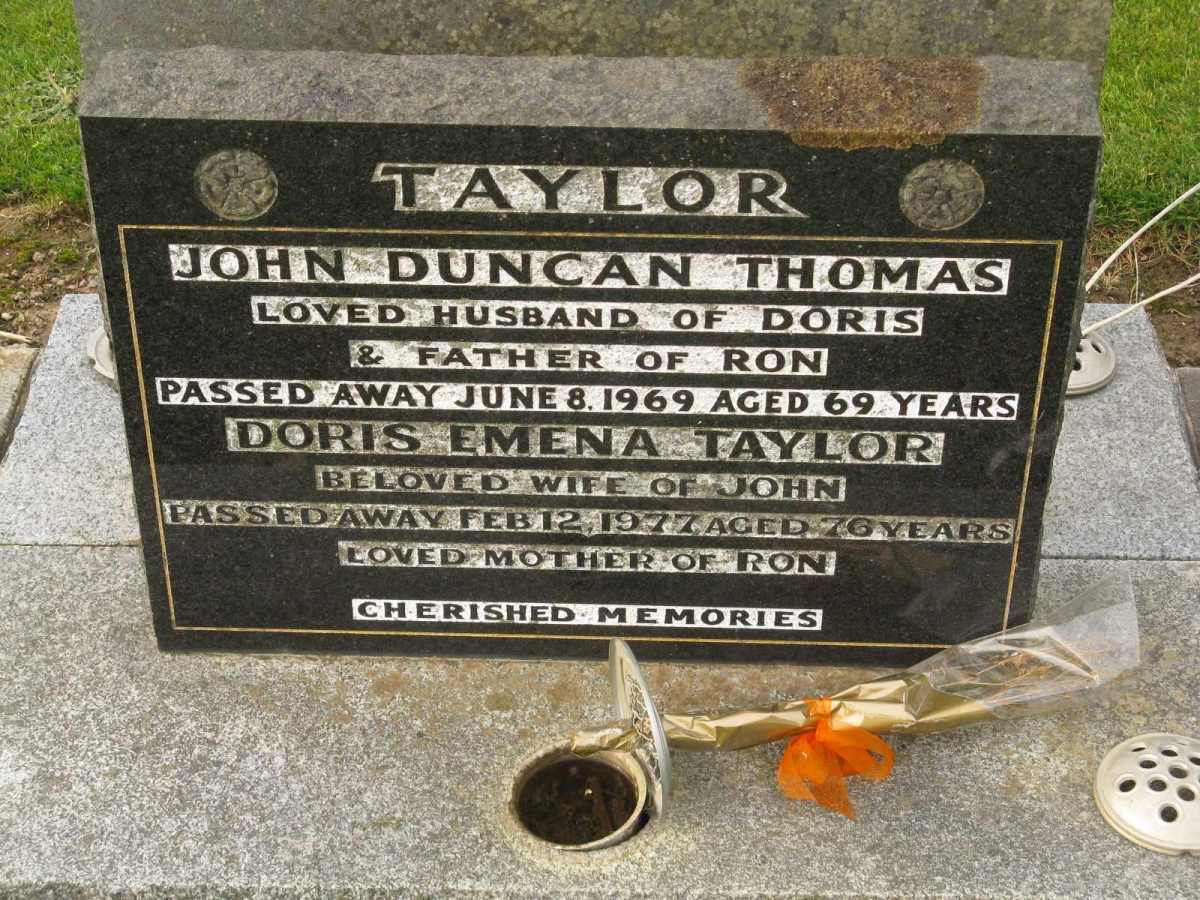 TAYLOR
JOHN DUNCAN THOMAS
LOVED HUSBAND OF DORIS
& FATHER OF RON
PASSED AWAY JUNE 8, 1969 AGED 69 YEARS
DORIS EMENA TAYLOR
BELOVED WIFE OF JOHN
PASSED AWAY FEB 12, 1977 AGED 76 YEARS
LOVED MOTHER OF RON
CHERISHED MEMORIES